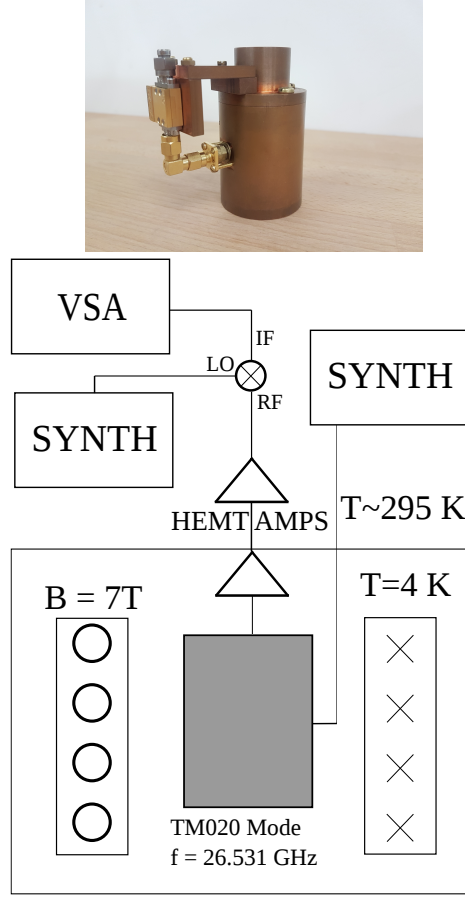 VSA
IF
LO
SYNTH
RF
SYNTH
HEMT AMPS
T~295 K
B = 7T
T=4 K
TM020 Mode
f = 26.531 GHz